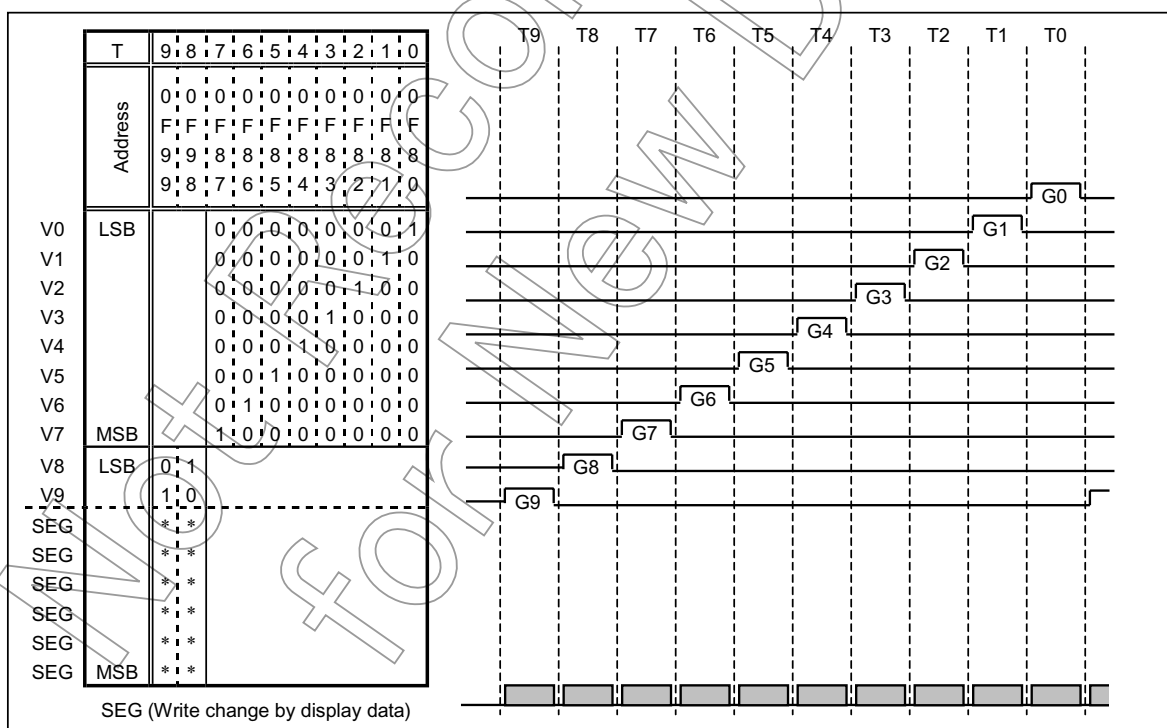 T 9 8 7 6 5 4 3 2 1 0
Address
0 0 0 0 0 0 0 0 0 0
F F F F F F F F F F
9 9 8 8 8 8 8 8 8 8
9 8 7 6 5 4 3 2 1 0
V0 LSB 0 0 0 0 0 0 0 1
V1 0 0 0 0 0 0 1 0
V2 0 0 0 0 0 1 0 0
V3 0 0 0 0 1 0 0 0
V4 0 0 0 1 0 0 0 0
V5 0 0 1 0 0 0 0 0
V6 0 1 0 0 0 0 0 0
V7 MSB 1 0 0 0 0 0 0 0
V8 LSB 0 1
V9 1 0
SEG * *
SEG * *
SEG * *
SEG * *
SEG * *
SEG MSB * *
SEG (Write change by display data)
T9 T8 T7 T6 T5 T4 T3 T2 T1 T0
G0
G1
G2
G3
G4
G5
G6
G7
G8
G9
Not Reco
for New D